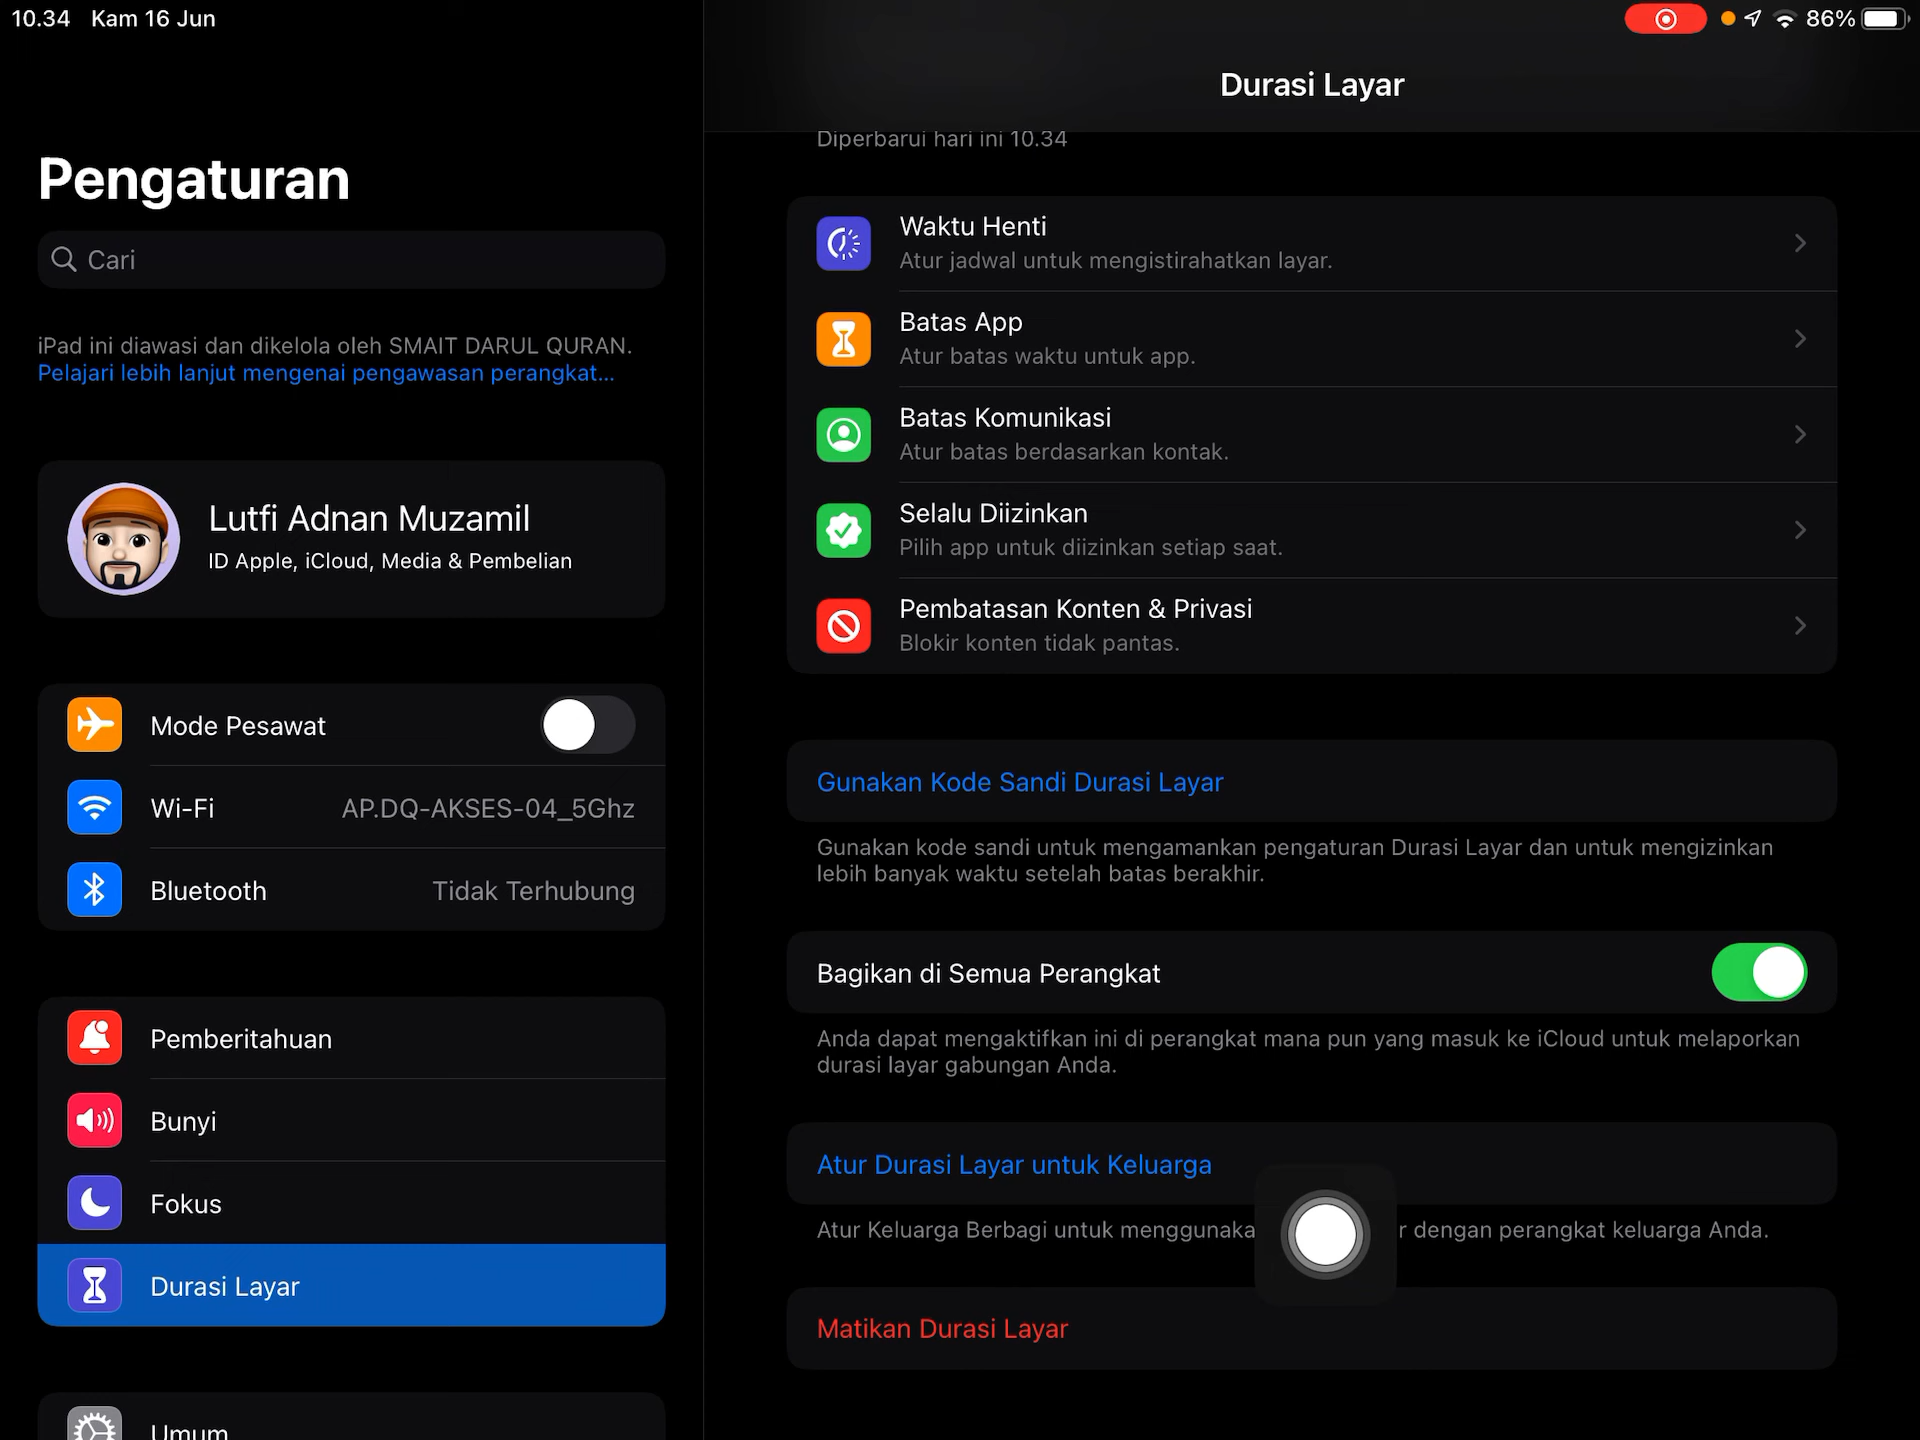 10.34 Kam 16 Jun
86%
Pengaturan
Cari
iPad ini diawasi dan dikelola oleh SMAIT DARUL QURAN.
Pelajari lebih lanjut mengenai pengawasan perangkat...
Lutfi Adnan Muzamil
ID Apple, iCloud, Media & Pembelian
Mode Pesawat
Wi-Fi AP.DQ-AKSES-04_5Ghz
Bluetooth Tidak Terhubung
Pemberitahuan
Bunyi
Fokus
Durasi Layar
Umum
Durasi Layar
Diperbarui hari ini 10.34
Waktu Henti
Atur jadwal untuk mengistirahatkan layar.
Batas App
Atur batas waktu untuk app.
Batas Komunikasi
Atur batas berdasarkan kontak.
Selalu Diizinkan
Pilih app untuk diizinkan setiap saat.
Pembatasan Konten & Privasi
Blokir konten tidak pantas.
Gunakan Kode Sandi Durasi Layar
Gunakan kode sandi untuk mengamankan pengaturan Durasi Layar dan untuk mengizinkan
lebih banyak waktu setelah batas berakhir.
Bagikan di Semua Perangkat
Anda dapat mengaktifkan ini di perangkat mana pun yang masuk ke iCloud untuk melaporkan
durasi layar gabungan Anda.
Atur Durasi Layar untuk Keluarga
Atur Keluarga Berbagi untuk menggunaka r dengan perangkat keluarga Anda.
Matikan Durasi Layar